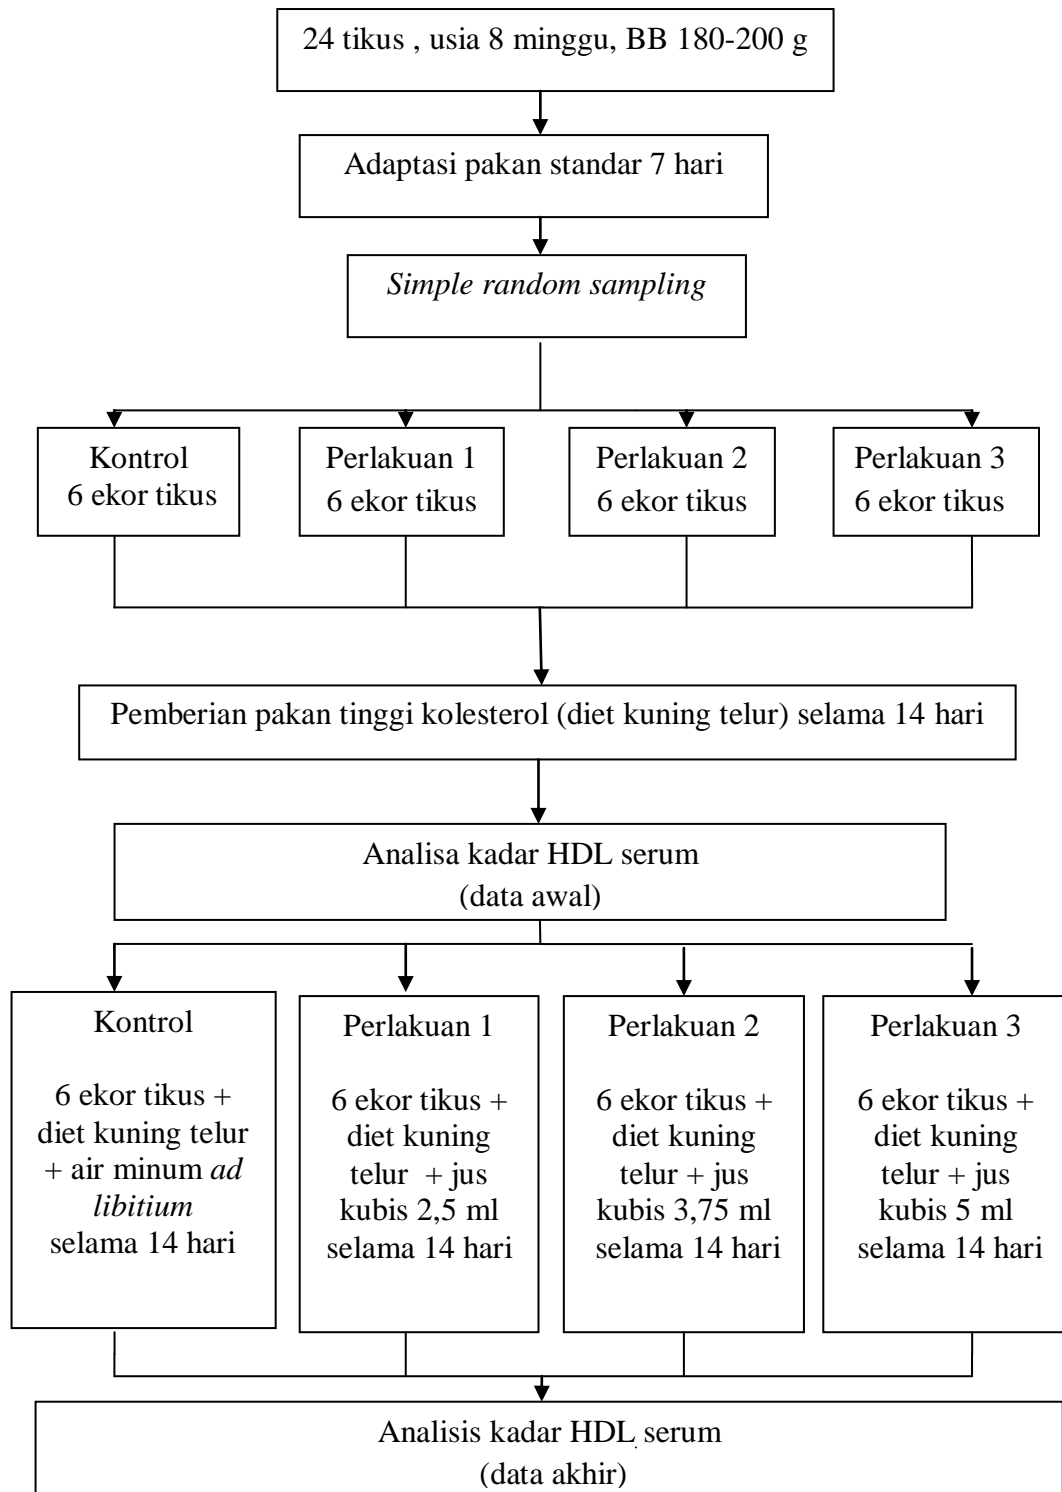 24 tikus , usia 8 minggu, BB 180-200 g
Adaptasi pakan standar 7 hari
Simple random sampling
Kontrol
6 ekor tikus
Perlakuan 1
6 ekor tikus
Perlakuan 2
6 ekor tikus
Perlakuan 3
6 ekor tikus
Pemberian pakan tinggi kolesterol (diet kuning telur) selama 14 hari
Analisa kadar HDL serum
(data awal)
Kontrol
6 ekor tikus +
diet kuning telur
+ air minum ad
libitium
selama 14 hari
Perlakuan 1
6 ekor tikus +
diet kuning
telur + jus
kubis 2,5 ml
selama 14 hari
Perlakuan 2
6 ekor tikus +
diet kuning
telur + jus
kubis 3,75 ml
selama 14 hari
Perlakuan 3
6 ekor tikus +
diet kuning
telur + jus
kubis 5 ml
selama 14 hari
Analisis kadar HDL serum
(data akhir)